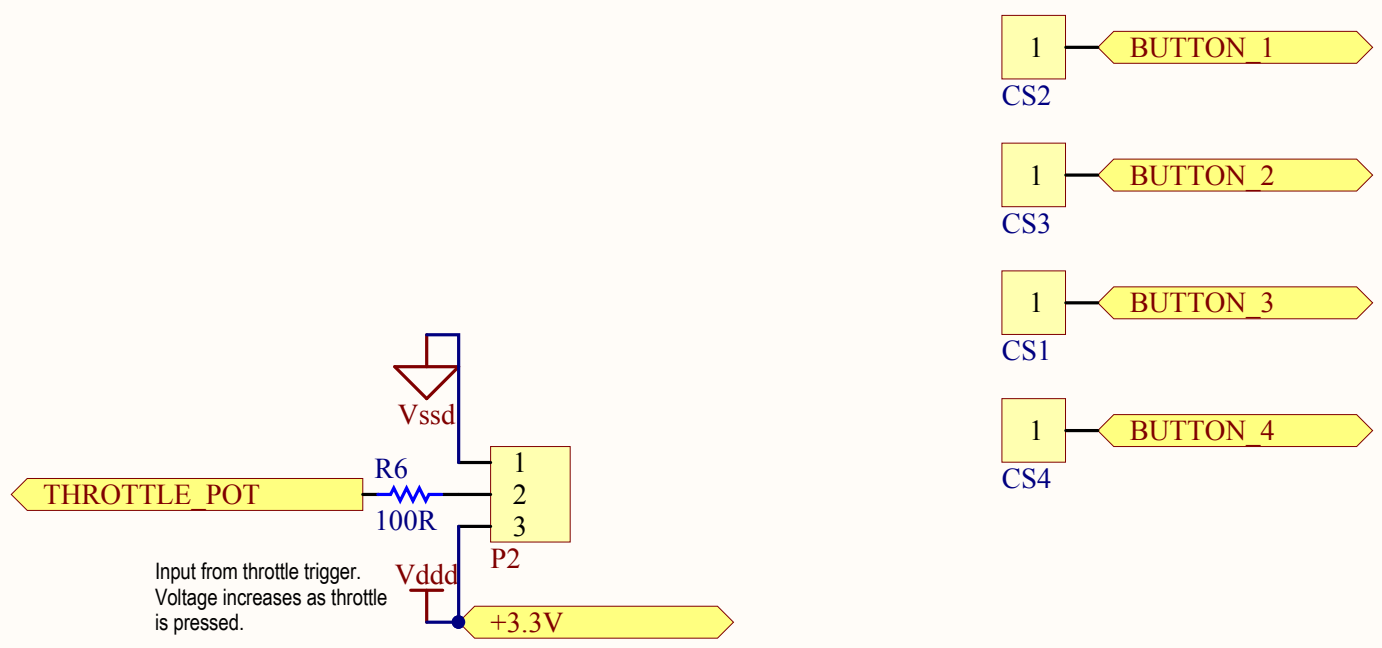 1
BUTTON_1
CS2
1
BUTTON_2
CS3
1
BUTTON_3
CS1
1
BUTTON_4
CS4
Vssd
1
THROTTLE_POT
R6
100R
2
3
P2
Input from throttle trigger.
Voltage increases as throttle
is pressed.
Vddd
+3.3V